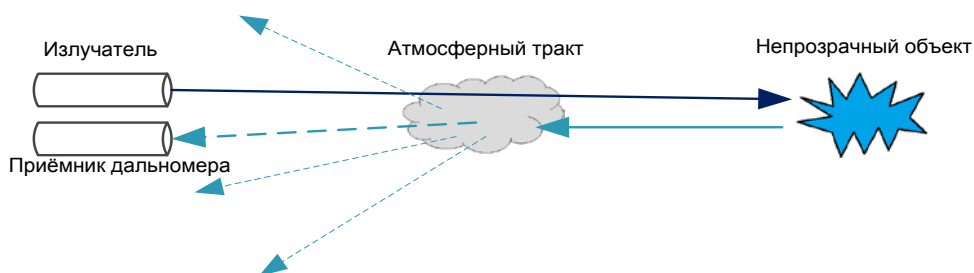 Излучатель
Атмосферный тракт
Непрозрачный объект
Приёмник дальномера